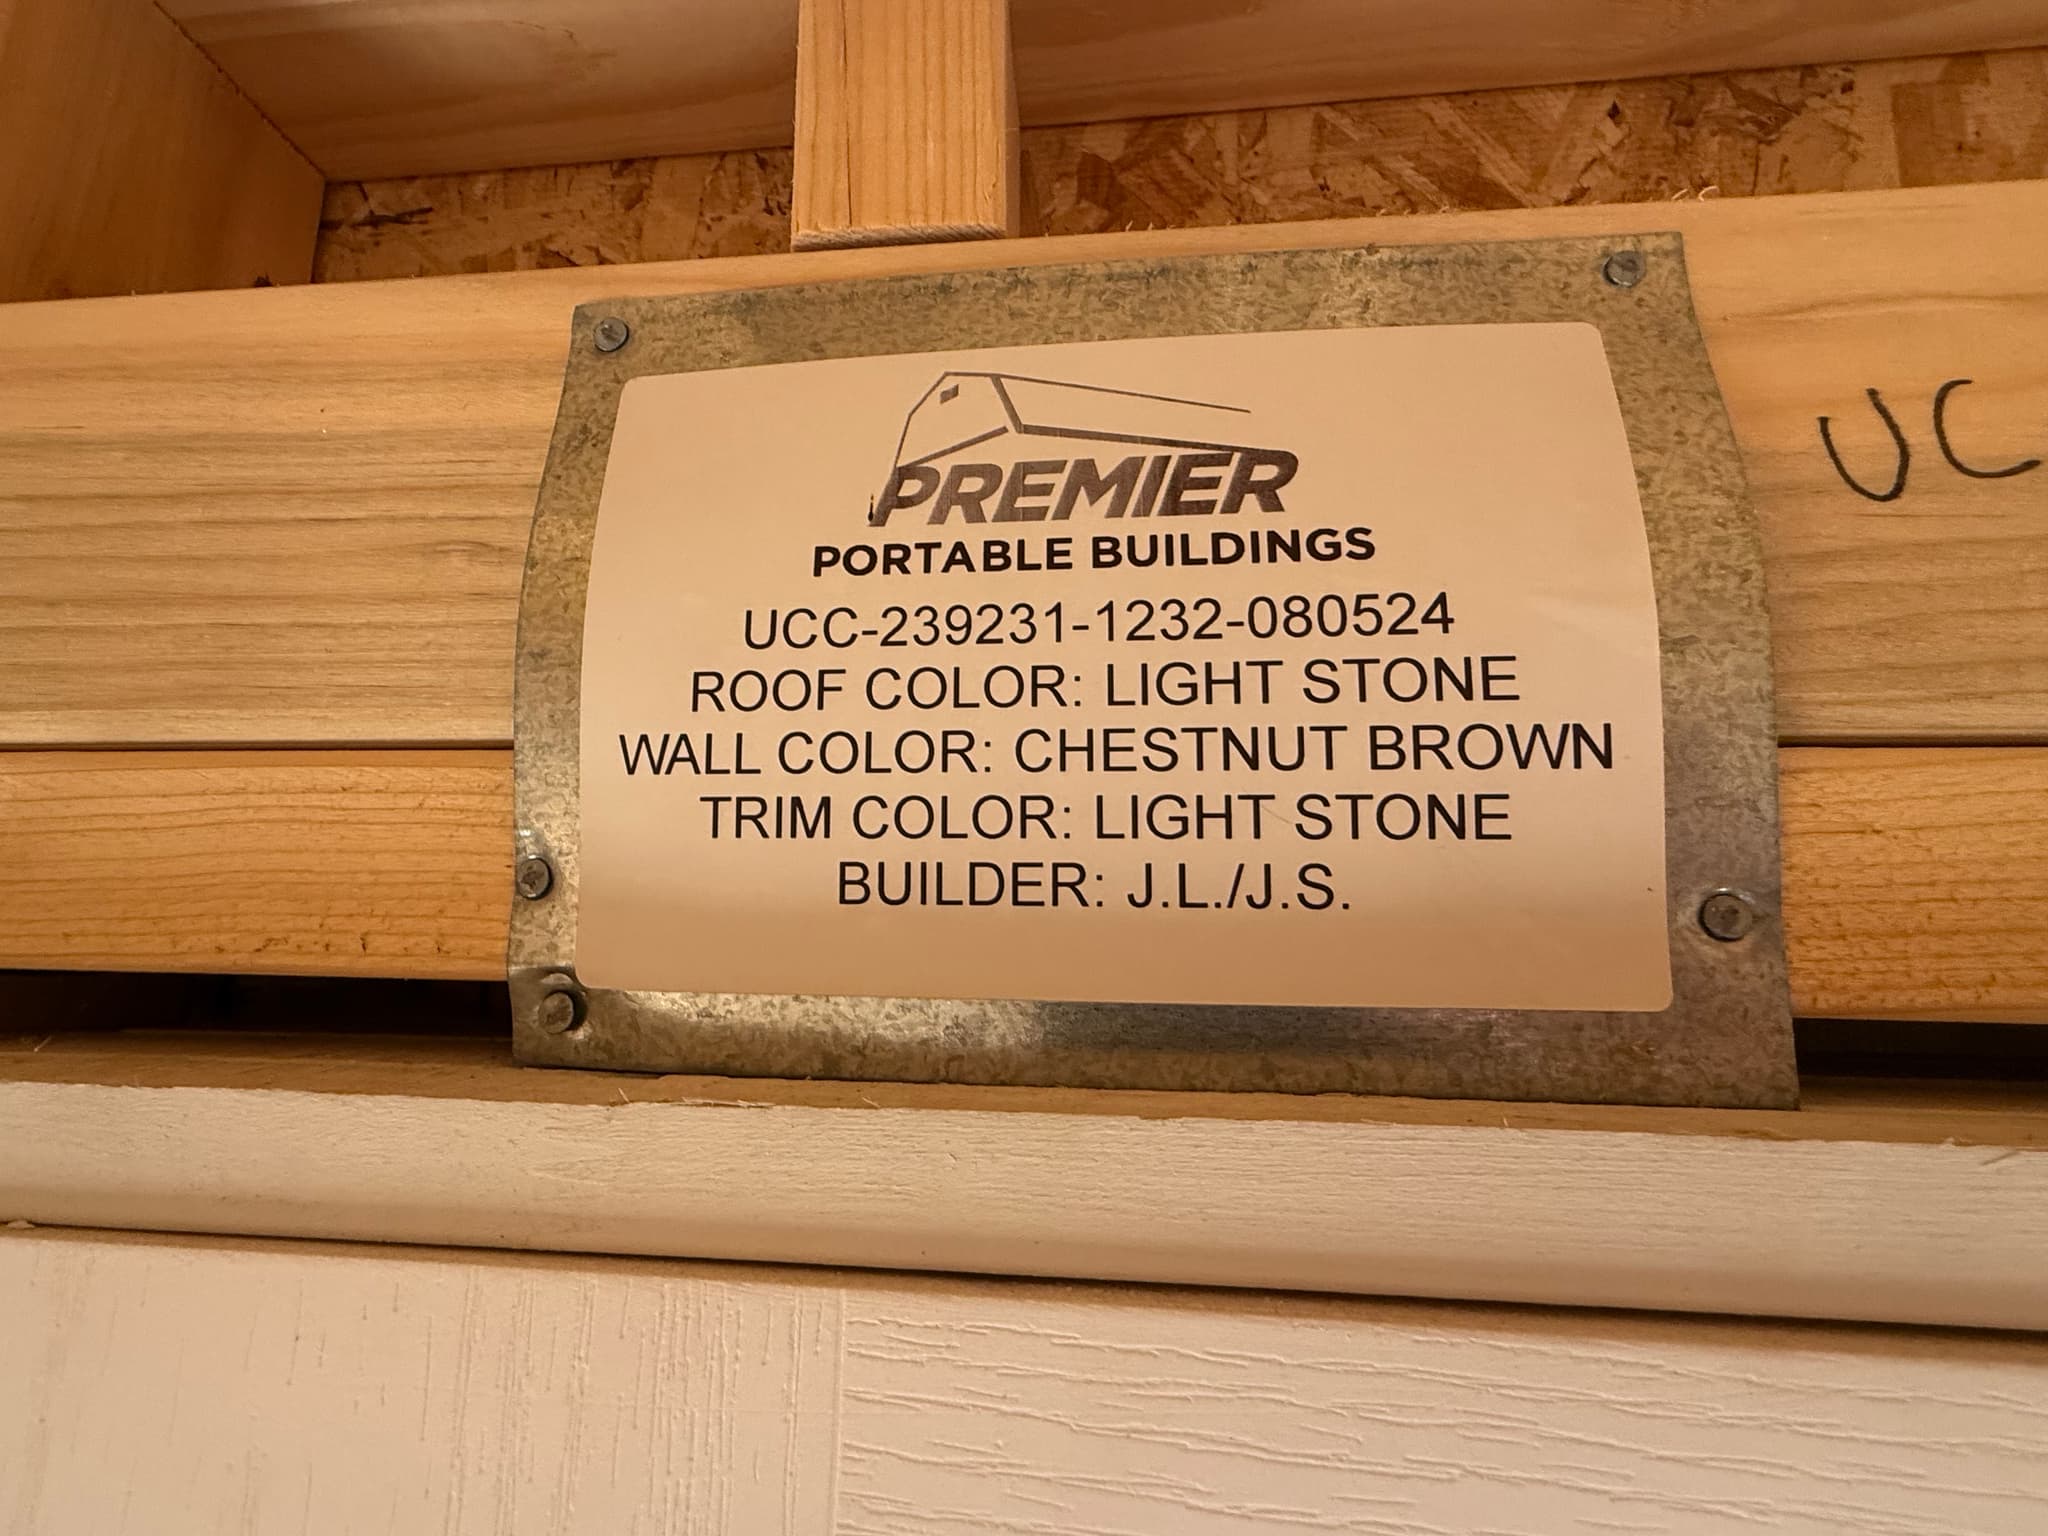 PREMIER
PORTABLE BUILDINGS
UCC-239231-1232-080524
ROOF COLOR: LIGHT STONE
WALL COLOR: CHESTNUT BROWN
TRIM COLOR: LIGHT STONE
BUILDER: J.L./J.S.
UC